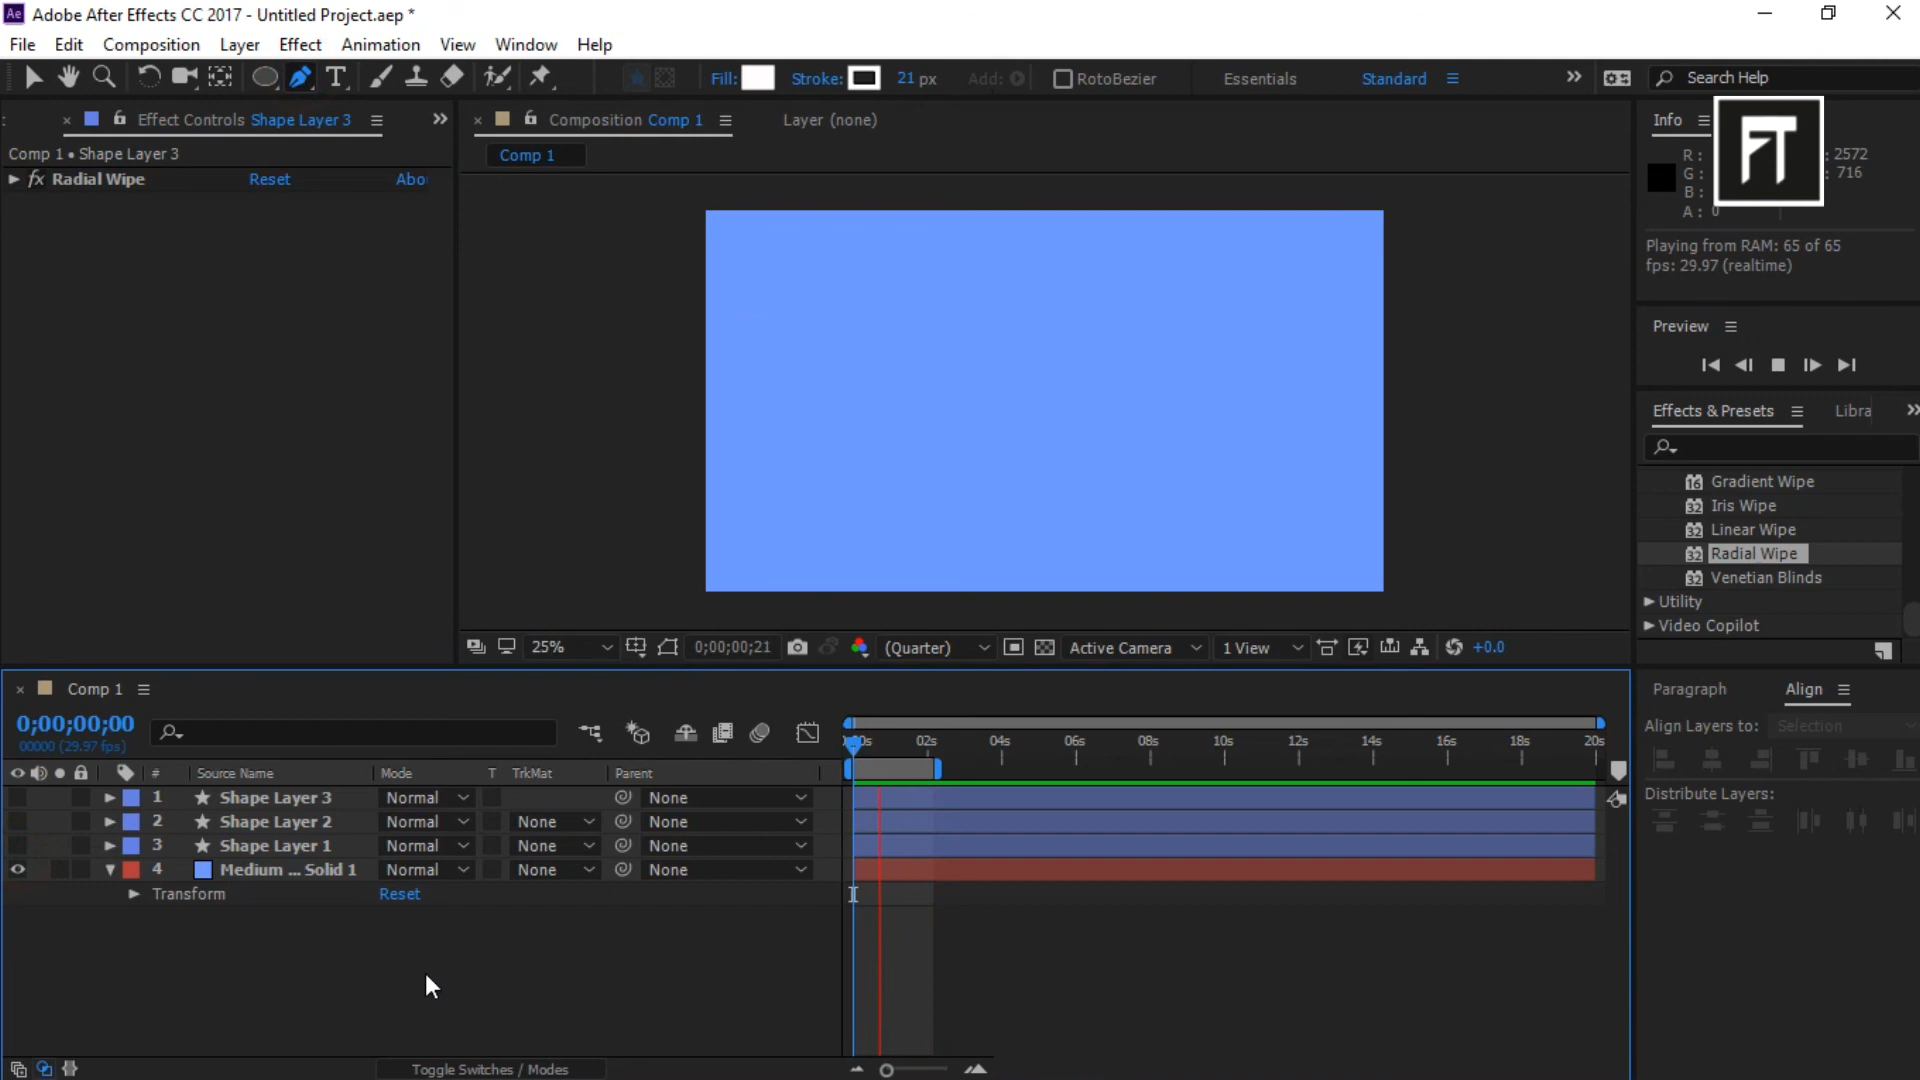 Ae Adobe After Effects CC 2017 - Untitled Project.aep *
File Edit Composition Layer Effect Animation View Window Help
T Fill: Stroke: 21 px Add: RotoBezier Essentials Standard Search Help
× Effect Controls Shape Layer 3 × Composition Comp 1 Layer (none) Info
FT
Comp 1 • Shape Layer 3 Comp 1 R: : 2572
fx Radial Wipe Reset Abo G: : 716
B:
A: 0
Playing from RAM: 65 of 65
fps: 29.97 (realtime)
Preview
Effects & Presets Libra
16 Gradient Wipe
32 Iris Wipe
32 Linear Wipe
32 Radial Wipe
32 Venetian Blinds
Utility
Video Copilot
25% 0;00;00;21 (Quarter) Active Camera 1 View +0.0
× Comp 1 Paragraph Align
0;00;00;00
00000 (29.97 fps)
Align Layers to: Selection
02s 04s 06s 08s 10s 12s 14s 16s 18s 20s
# Source Name Mode T TrkMat Parent
Distribute Layers:
1 Shape Layer 3 Normal None
2 Shape Layer 2 Normal None None
3 Shape Layer 1 Normal None None
4 Medium ... Solid 1 Normal None None
Transform Reset
Toggle Switches / Modes